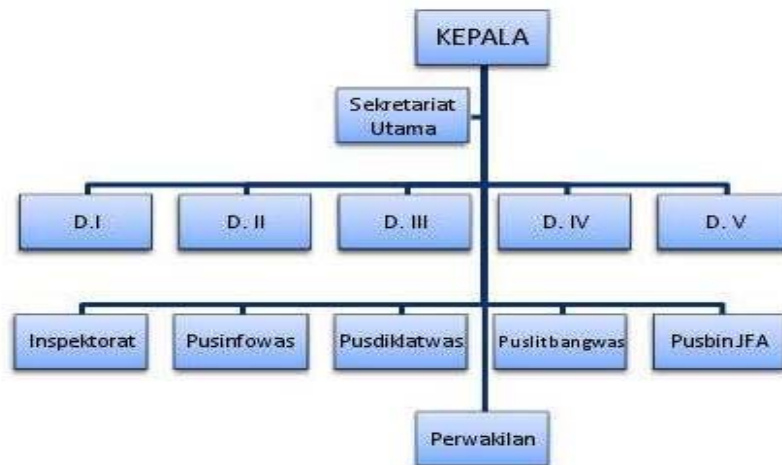 KEPALA
Sekretariat
Utama
D.I
D. II
D. III
D. IV
D. V
Inspektorat
Pusinfowas
Pusdiklatwas
Puslitbangwas
Pusbin JFA
Perwakilan